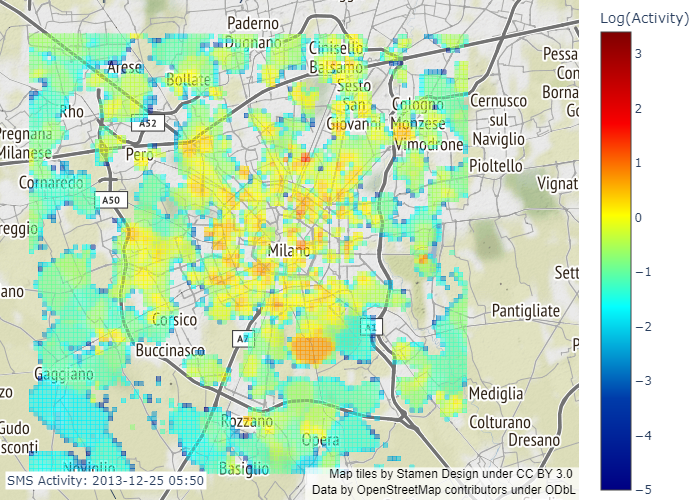 Paderno
Dugnano
Cinisello
Balsamo
Pessa
Con
Borna
Go
Arese
Bollate
Sesto
San
Giovanni
Cologno
Monzese
Cernusco
sul
Naviglio
Rho
A52
Pregnana
Milanese
Pero
Vimodrone
Pioltello
Cornaredo
Vignat
A50
reggio
Milano
Sett
ano
Pantigliate
Corsico
A7
A1
Buccinasco
P
Gaggiano
Mediglia
zo
Rozzano
Colturano
Gudo
sconti
Opera
Dresano
Noviglio
Basiglio
SMS Activity: 2013-12-25 05:50
Map tiles by Stamen Design under CC BY 3.0
Data by OpenStreetMap contributors under ODbL
Log(Activity)
3
2
1
0
−1
−2
−3
−4
−5